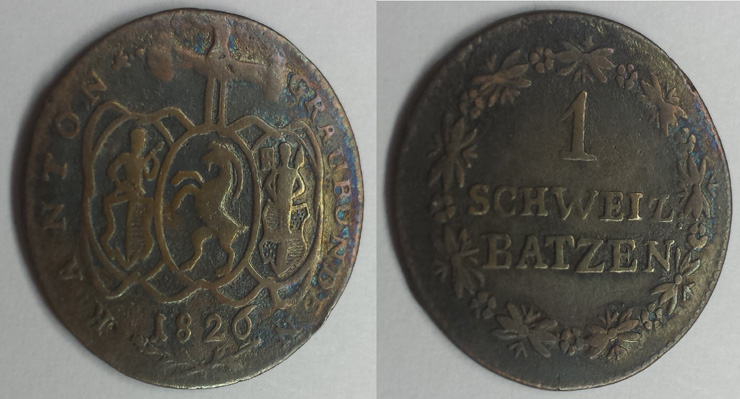 KANTON GRAUBÜNDEN
1826
1
SCHWEIZ
BATZEN